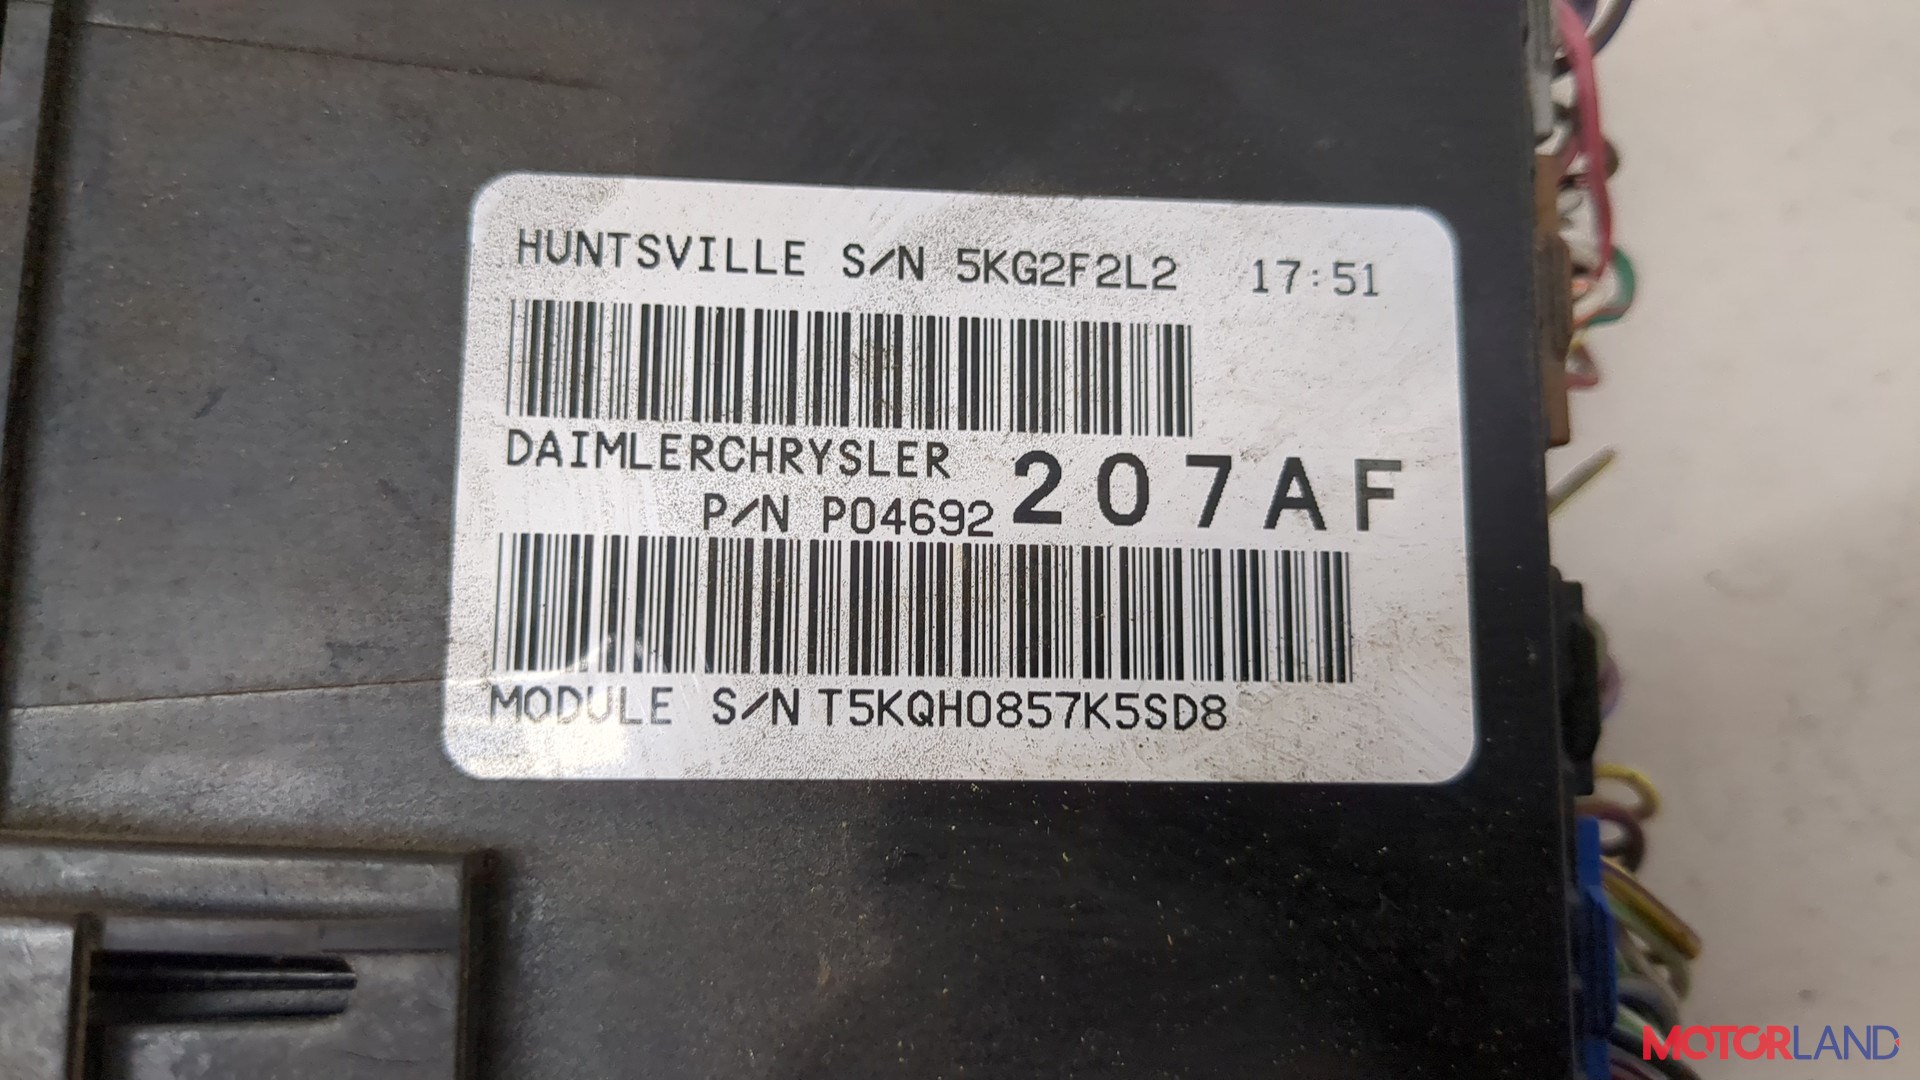 HUNTSVILLE S/N 5KG2F2L2 17:51
DAIMLERCHRYSLER
P/N P04692 207AF
MODULE S/N T5KQH0857K5SD8
MOTORLAND